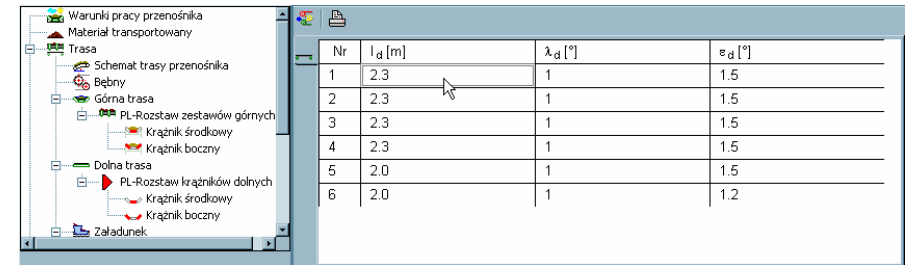 Warunki pracy przenośnika
Materiał transportowany
Trasa
Schemat trasy przenośnika
Bębny
Górna trasa
PL-Rozstaw zestawów górnych
Krążnik środkowy
Krążnik boczny
Dolna trasa
PL-Rozstaw krążników dolnych
Krążnik środkowy
Krążnik boczny
Załadunek
Nr l d [m] λ d [°] ε d [°]
1 2.3 1 1.5
2 2.3 1 1.5
3 2.3 1 1.5
4 2.3 1 1.5
5 2.0 1 1.5
6 2.0 1 1.2